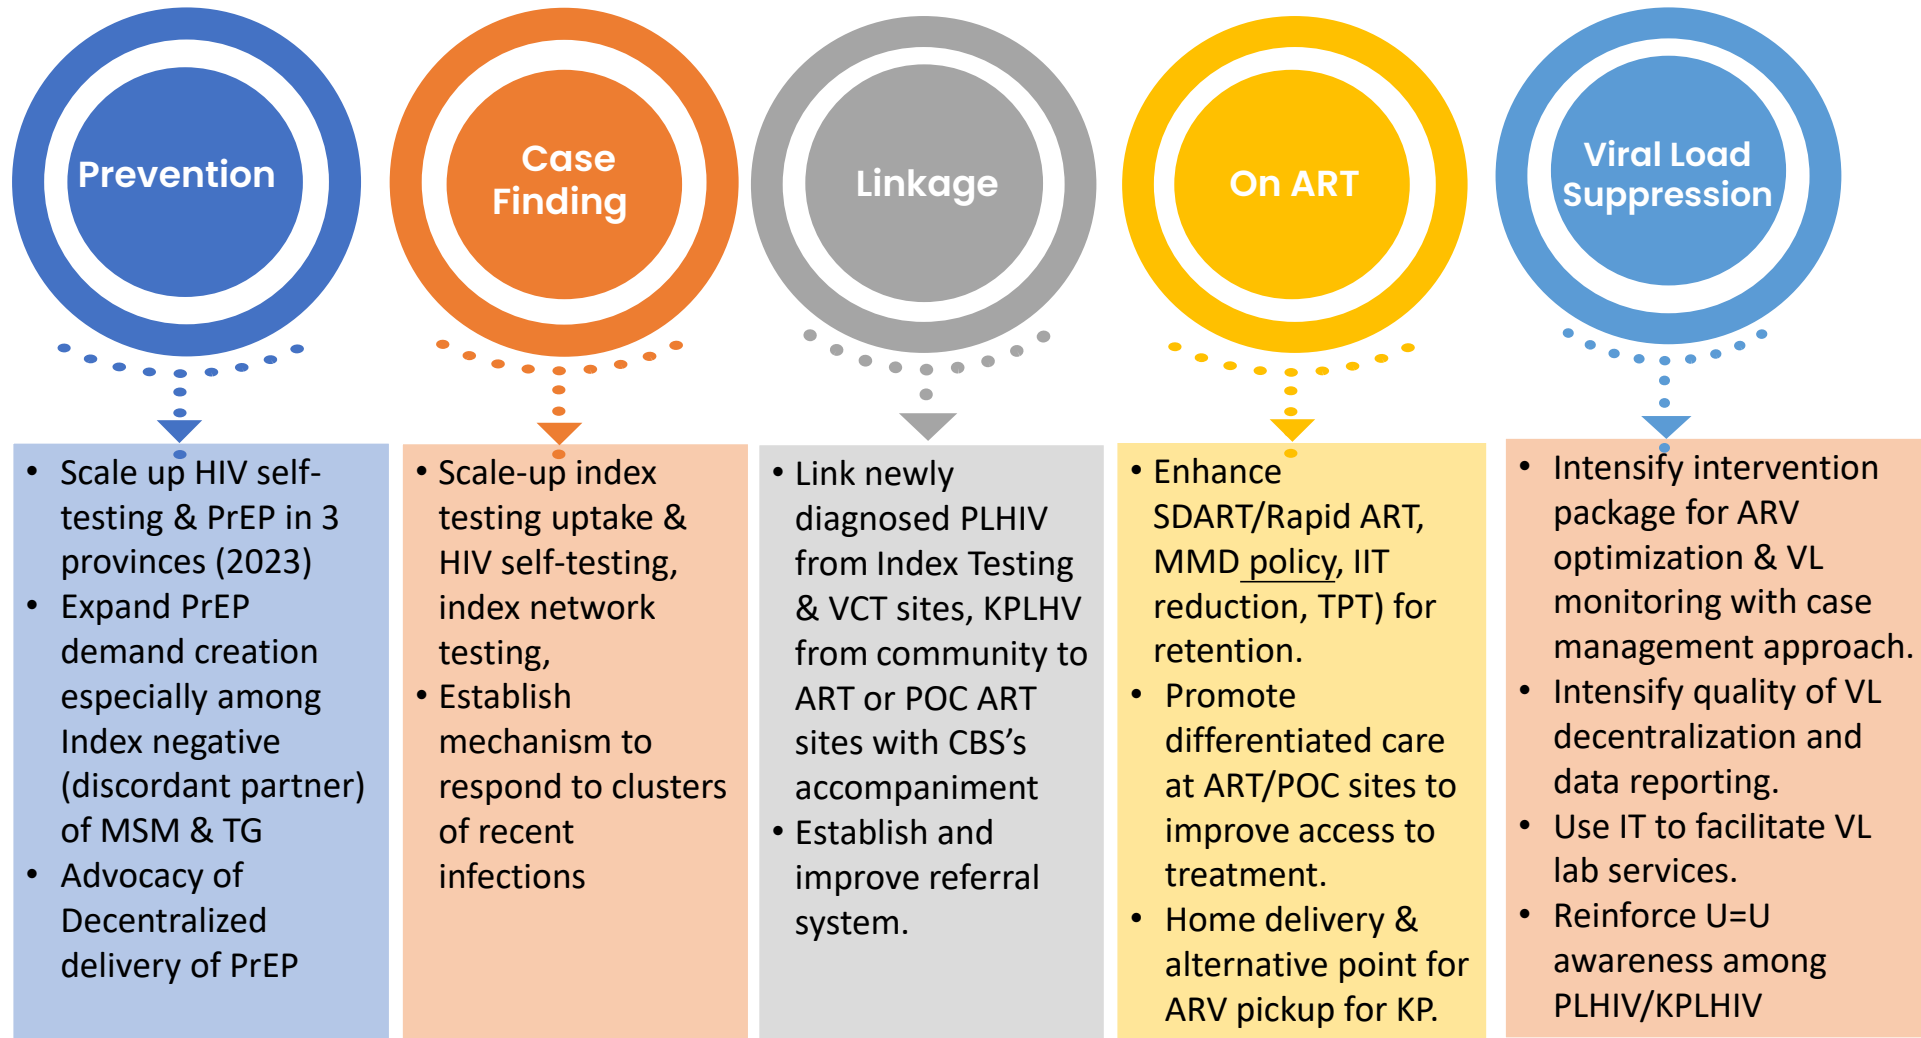 Prevention
Case
Finding
Linkage
On ART
Viral Load
Suppression
• Scale up HIV self-
testing & PrEP in 3
provinces (2023)
• Expand PrEP
demand creation
especially among
Index negative
(discordant partner)
of MSM & TG
• Advocacy of
Decentralized
delivery of PrEP
• Scale-up index
testing uptake &
HIV self-testing,
index network
testing,
• Establish
mechanism to
respond to clusters
of recent
infections
• Link newly
diagnosed PLHIV
from Index Testing
& VCT sites, KPLHV
from community to
ART or POC ART
sites with CBS’s
accompaniment
• Establish and
improve referral
system.
• Enhance
SDART/Rapid ART,
MMD policy, IIT
reduction, TPT) for
retention.
• Promote
differentiated care
at ART/POC sites to
improve access to
treatment.
• Home delivery &
alternative point for
ARV pickup for KP.
• Intensify intervention
package for ARV
optimization & VL
monitoring with case
management approach.
• Intensify quality of VL
decentralization and
data reporting.
• Use IT to facilitate VL
lab services.
• Reinforce U=U
awareness among
PLHIV/KPLHIV